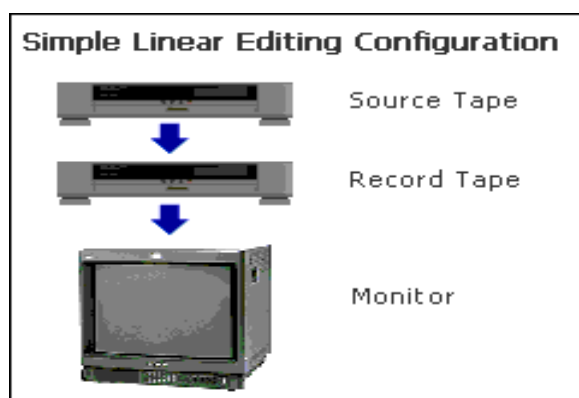 Simple Linear Editing Configuration
Source Tape
Record Tape
Monitor